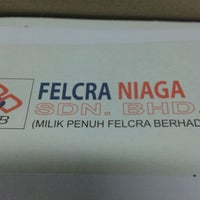 FELCRA NIAGA
SDN. BHD.
(MILIK PENUH FELCRA BERHAD